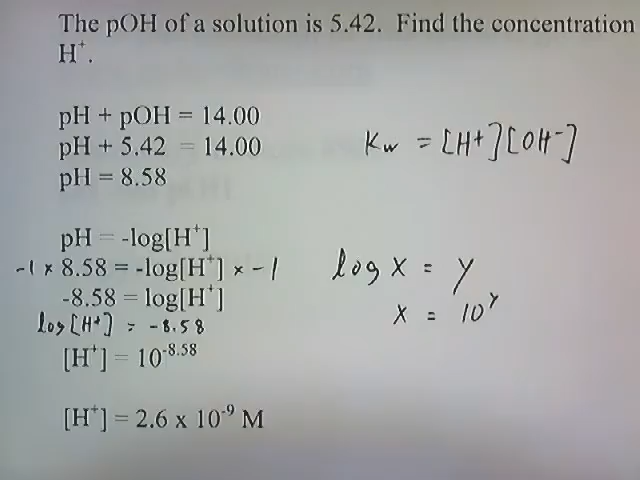 The pOH of a solution is 5.42. Find the concentration
H⁺.
pH + pOH = 14.00
pH + 5.42 = 14.00
pH = 8.58
Kw = [H+][OH-]
pH = -log[H⁺]
-1 × 8.58 = -log[H⁺] × -1
-8.58 = log[H⁺]
log[H+] = -8.58
[H⁺] = 10⁻⁸·⁵⁸
[H⁺] = 2.6 x 10⁻⁹ M
log x = y
x = 10ʸ